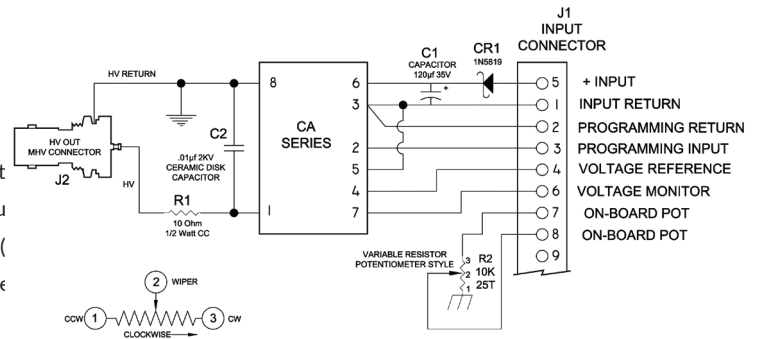 J1
INPUT
CONNECTOR
HV RETURN
8
6
C1
CAPACITOR
120µf 35V
+
CR1
1N5819
5 + INPUT
3
1 INPUT RETURN
2 PROGRAMMING RETURN
CA
SERIES
HV OUT
MHV CONNECTOR
J2
C2
.01µf 2KV
CERAMIC DISK
CAPACITOR
2
3 PROGRAMMING INPUT
5
4 VOLTAGE REFERENCE
HV
4
6 VOLTAGE MONITOR
R1
10 Ohm
1/2 Watt CC
1
7
7 ON-BOARD POT
8 ON-BOARD POT
9
VARIABLE RESISTOR
POTENTIOMETER STYLE
3
2
1
R2
10K
25T
2 WIPER
CCW 1
3 CW
CLOCKWISE
t
(
e